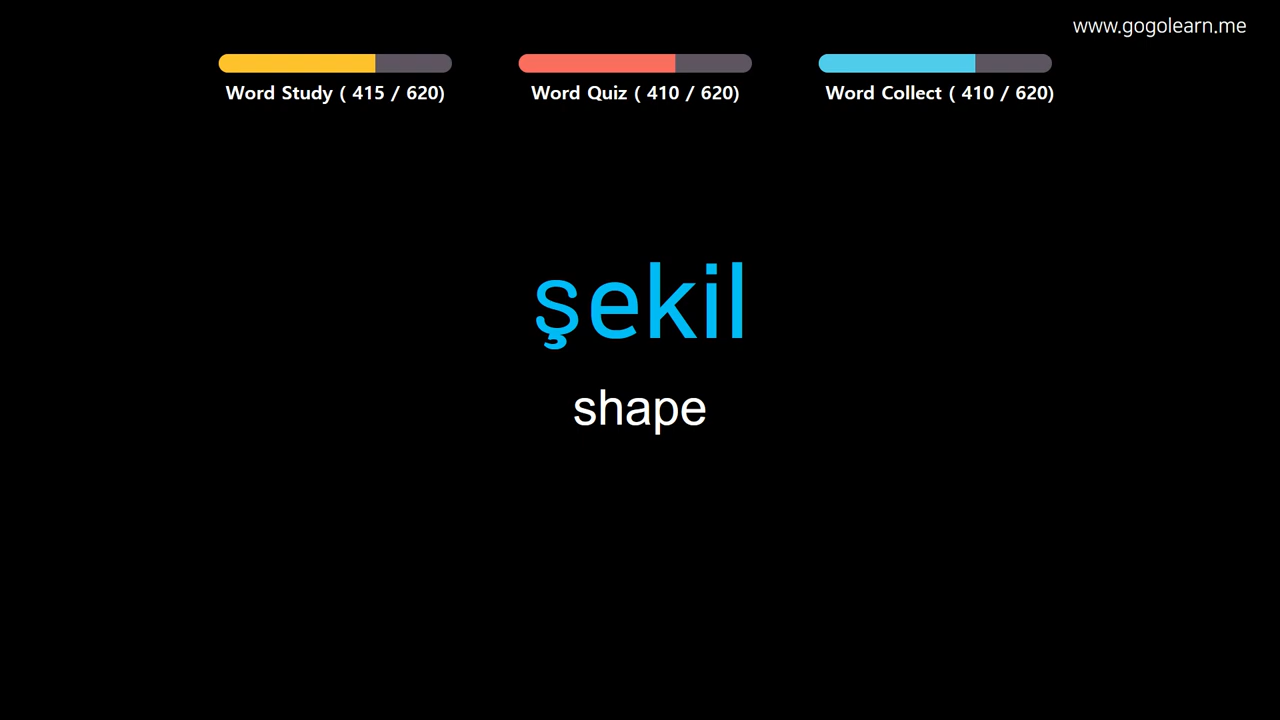 www.gogolearn.me
Word Study ( 415 / 620)
Word Quiz ( 410 / 620)
Word Collect ( 410 / 620)
şekil
shape